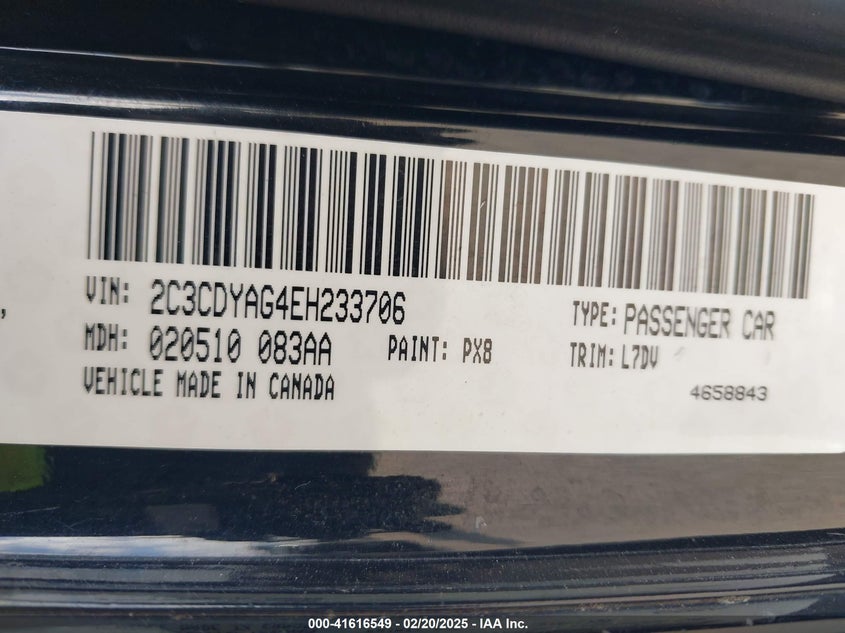 VIN: 2C3CDYAG4EH233706
TYPE: PASSENGER CAR
MDH: 020510 083AA
PAINT: PX8
TRIM: L7DV
VEHICLE MADE IN CANADA
4658843
000-41616549 — 02/20/2025 — IAA Inc.